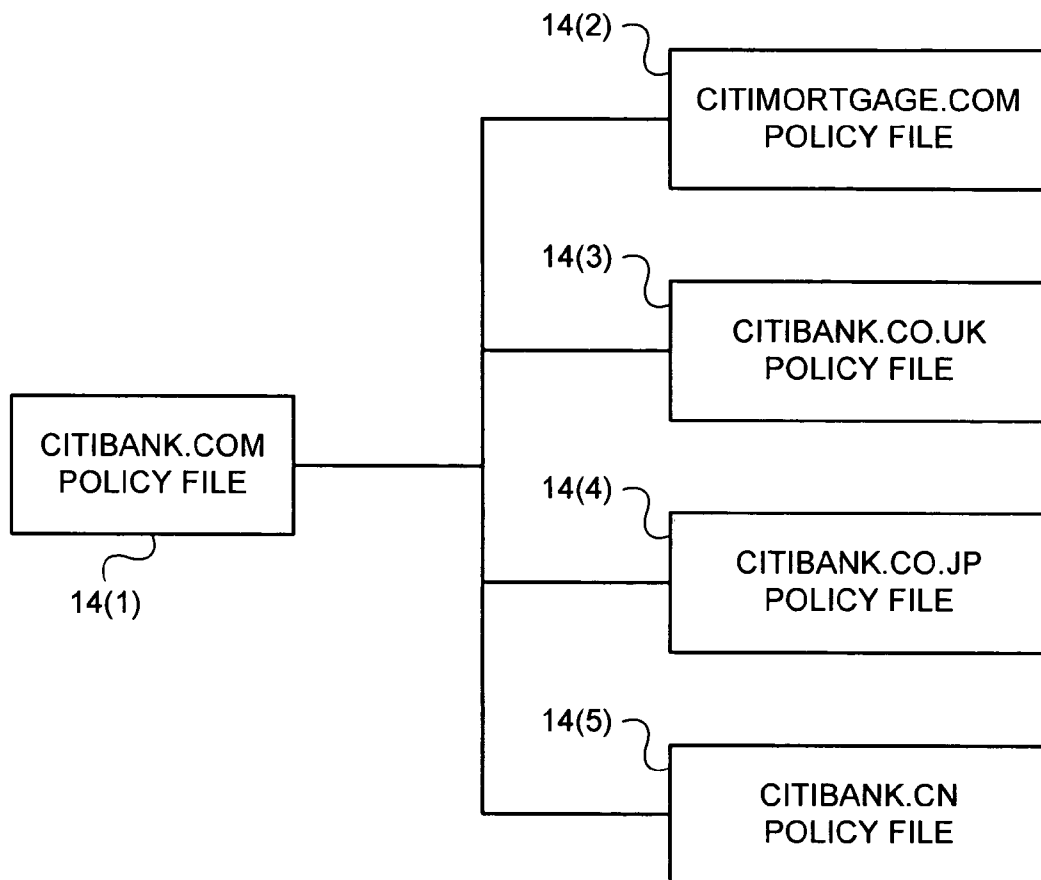 14(2)
CITIMORTGAGE.COM
POLICY FILE
14(3)
CITIBANK.CO.UK
POLICY FILE
CITIBANK.COM
POLICY FILE
14(1)
14(4)
CITIBANK.CO.JP
POLICY FILE
14(5)
CITIBANK.CN
POLICY FILE